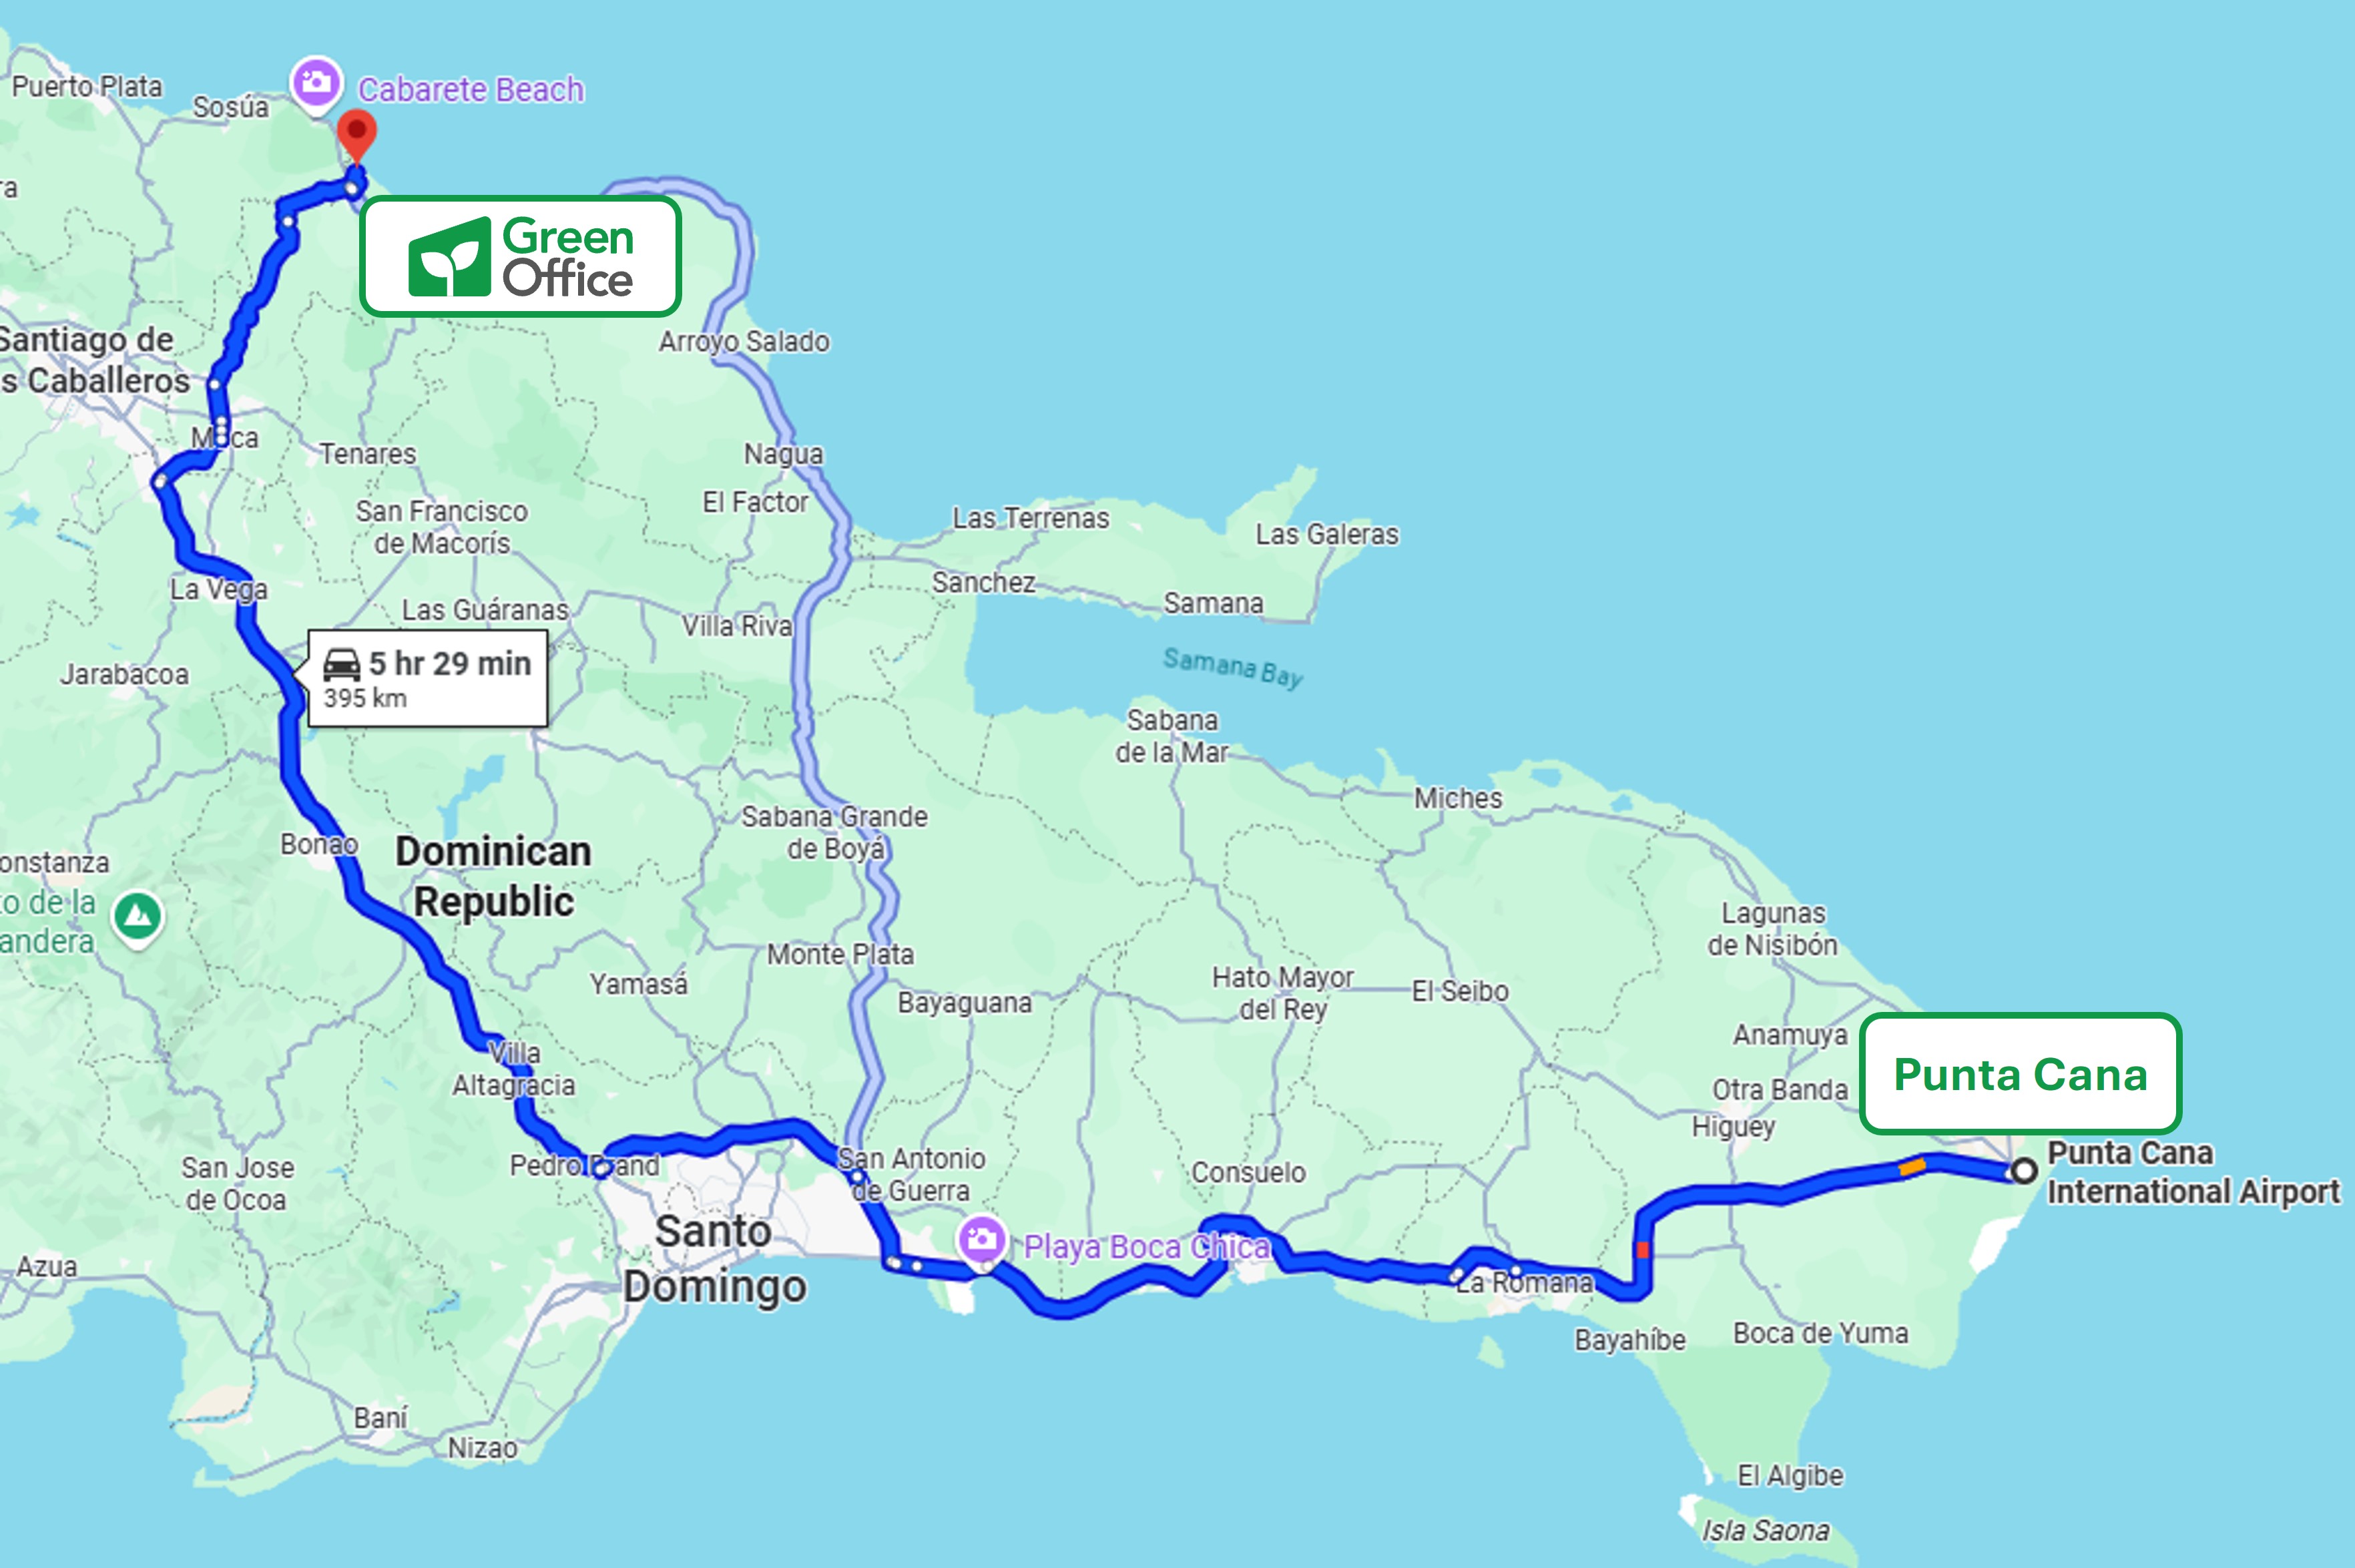 Puerto Plata
Sosúa
Cabarete Beach
ra
Green
Office
Santiago de
s Caballeros
Arroyo Salado
Moca
Tenares
Nagua
El Factor
San Francisco
de Macorís
Las Terrenas
Las Galeras
Sanchez
Samana
La Vega
Las Guáranas
Villa Riva
Samana Bay
5 hr 29 min
395 km
Jarabacoa
Sabana
de la Mar
Miches
Sabana Grande
de Boyá
Bonao
Dominican
Republic
onstanza
to de la
andera
Lagunas
de Nisibón
Monte Plata
Yamasá
Bayaguana
Hato Mayor
del Rey
El Seibo
Anamuya
Punta Cana
Otra Banda
Higuey
Villa
Altagracia
Pedro Brand
San Antonio
de Guerra
Consuelo
Punta Cana
International Airport
San Jose
de Ocoa
Santo
Domingo
Playa Boca Chica
La Romana
Azua
Bayahíbe
Boca de Yuma
Baní
Nizao
El Algibe
Isla Saona